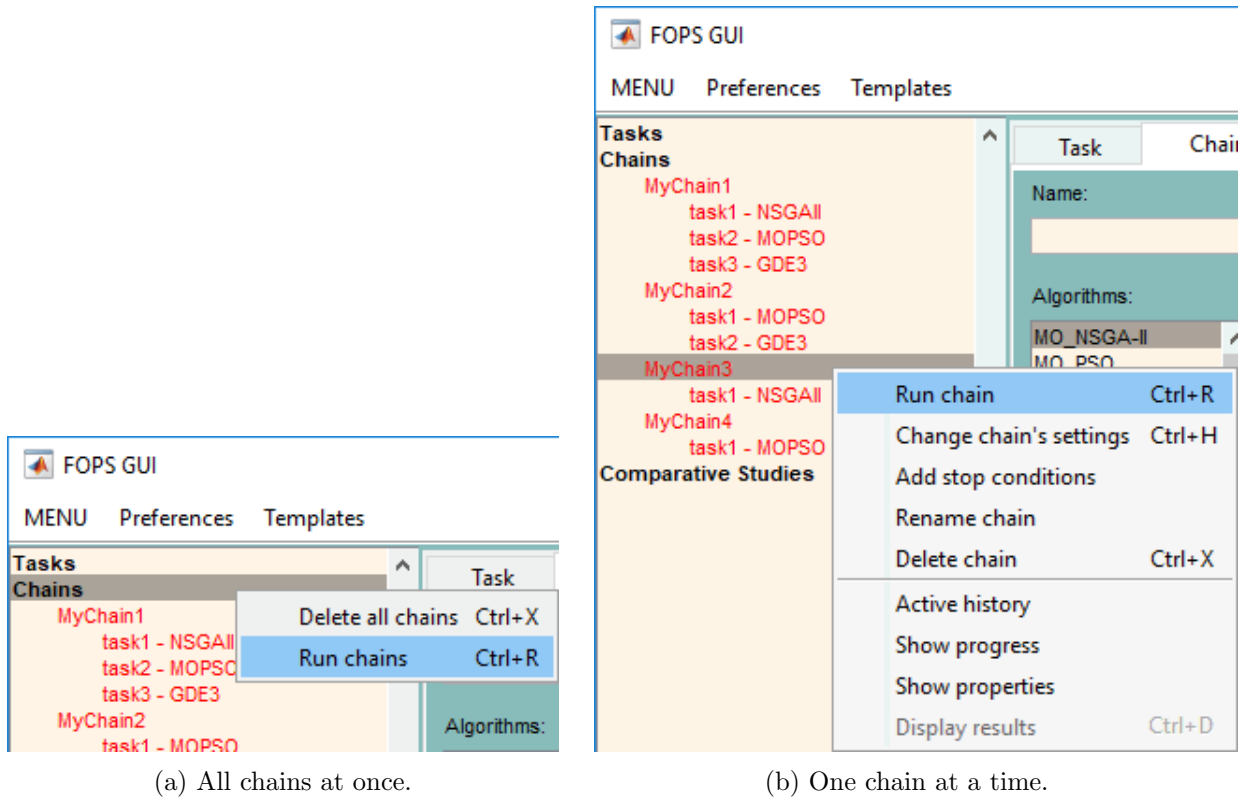 FOPS GUI
MENU Preferences Templates
Tasks
Chains
MyChain1
task1 - NSGAII
task2 - MOPSO
task3 - GDE3
MyChain2
task1 - MOPSO
Task
Algorithms:
Delete all chains Ctrl+X
Run chains Ctrl+R
(a) All chains at once.
FOPS GUI
MENU Preferences Templates
Tasks
Chains
MyChain1
task1 - NSGAII
task2 - MOPSO
task3 - GDE3
MyChain2
task1 - MOPSO
task2 - GDE3
MyChain3
task1 - NSGAII
MyChain4
task1 - MOPSO
Comparative Studies
Task Chain
Name:
Algorithms:
MO_NSGA-II
MO_PSO
Run chain Ctrl+R
Change chain's settings Ctrl+H
Add stop conditions
Rename chain
Delete chain Ctrl+X
Active history
Show progress
Show properties
Display results Ctrl+D
(b) One chain at a time.